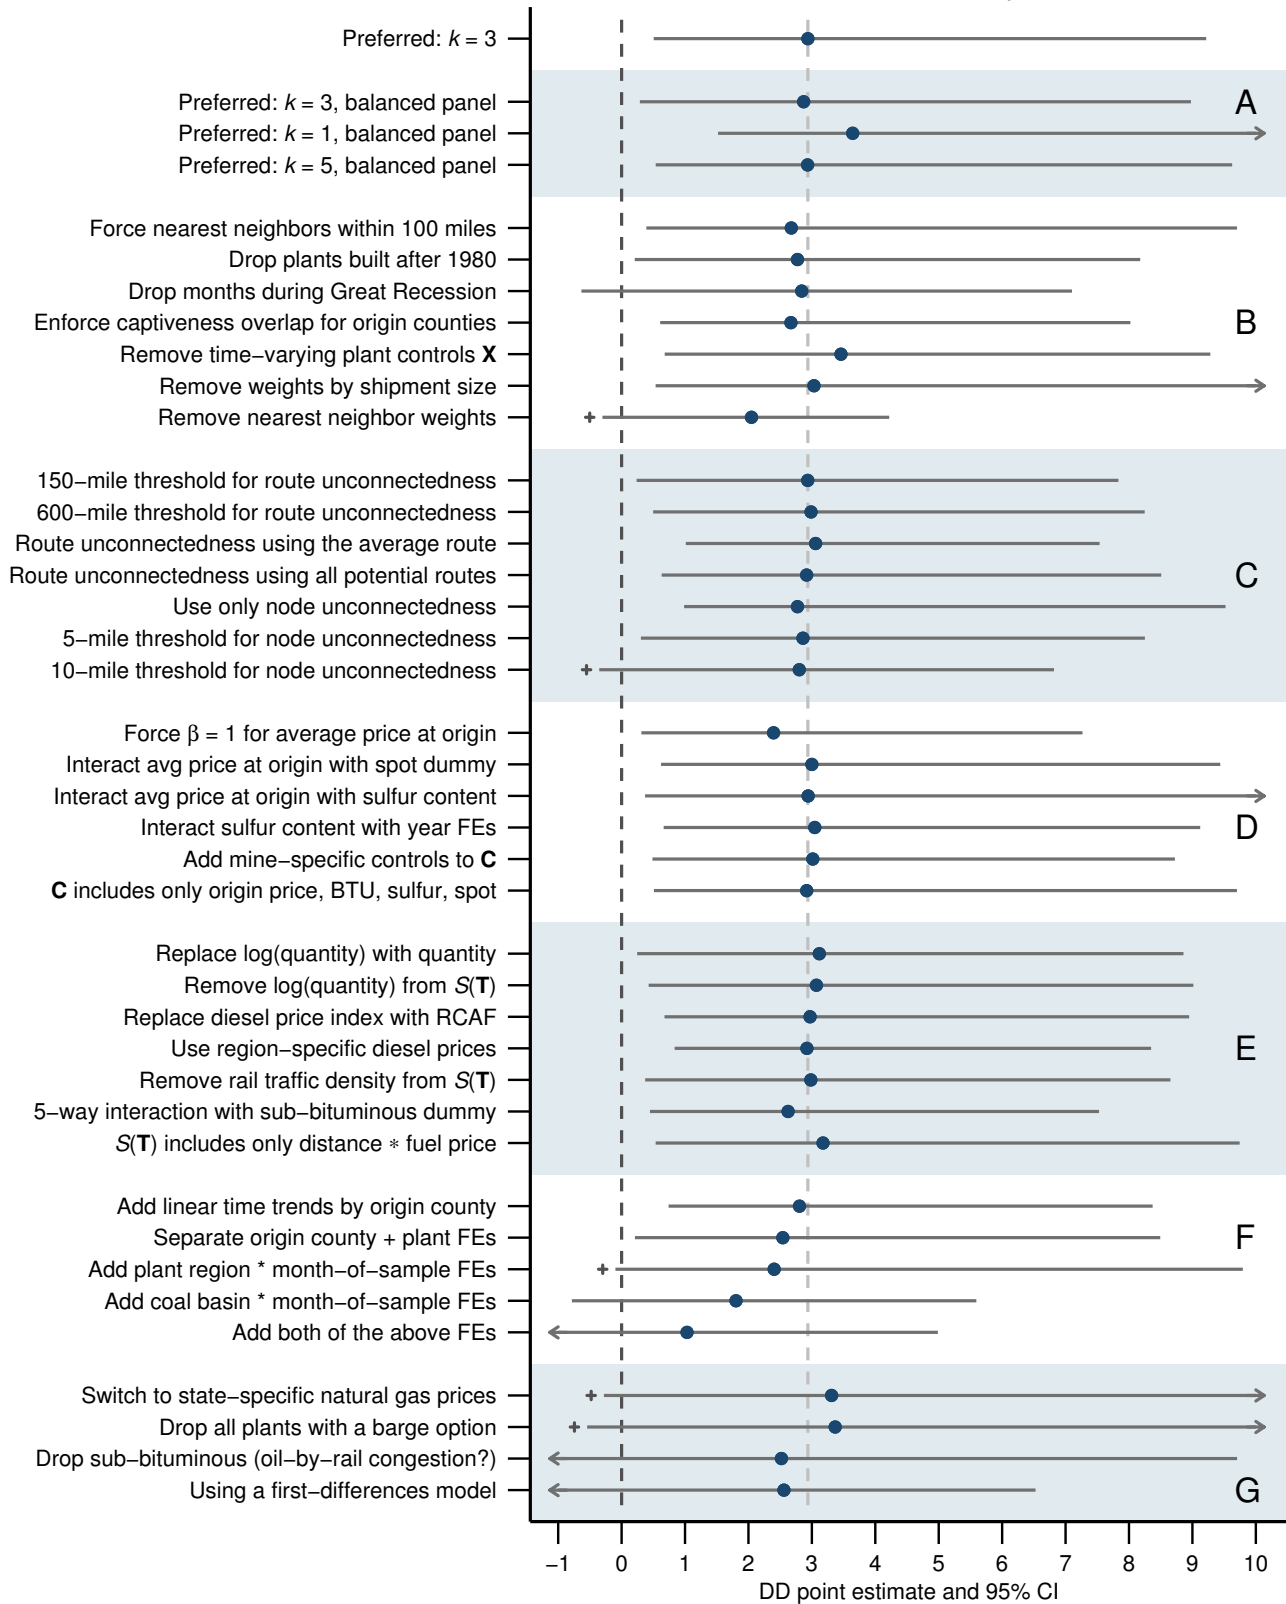 Preferred: k = 3
A
Preferred: k = 3, balanced panel
Preferred: k = 1, balanced panel
Preferred: k = 5, balanced panel
Force nearest neighbors within 100 miles
Drop plants built after 1980
Drop months during Great Recession
Enforce captiveness overlap for origin counties
B
Remove time−varying plant controls X
Remove weights by shipment size
Remove nearest neighbor weights
150−mile threshold for route unconnectedness
600−mile threshold for route unconnectedness
Route unconnectedness using the average route
Route unconnectedness using all potential routes
C
Use only node unconnectedness
5−mile threshold for node unconnectedness
10−mile threshold for node unconnectedness
Force β = 1 for average price at origin
Interact avg price at origin with spot dummy
Interact avg price at origin with sulfur content
Interact sulfur content with year FEs
D
Add mine−specific controls to C
C includes only origin price, BTU, sulfur, spot
Replace log(quantity) with quantity
Remove log(quantity) from S(T)
Replace diesel price index with RCAF
Use region−specific diesel prices
E
Remove rail traffic density from S(T)
5−way interaction with sub−bituminous dummy
S(T) includes only distance * fuel price
Add linear time trends by origin county
Separate origin county + plant FEs
F
Add plant region * month−of−sample FEs
Add coal basin * month−of−sample FEs
Add both of the above FEs
Switch to state−specific natural gas prices
Drop all plants with a barge option
Drop sub−bituminous (oil−by−rail congestion?)
Using a first−differences model
G
−1 0 1 2 3 4 5 6 7 8 9 10
DD point estimate and 95% CI